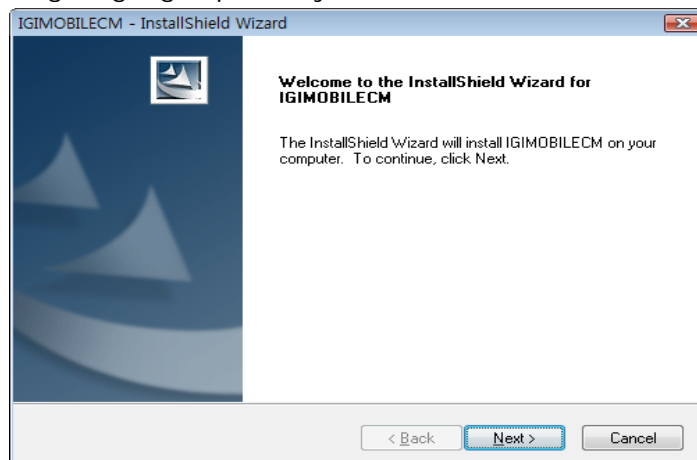 IGIMOBILECM - InstallShield Wizard
Welcome to the InstallShield Wizard for
IGIMOBILECM
The InstallShield Wizard will install IGIMOBILECM on your
computer. To continue, click Next.
< Back
Next >
Cancel